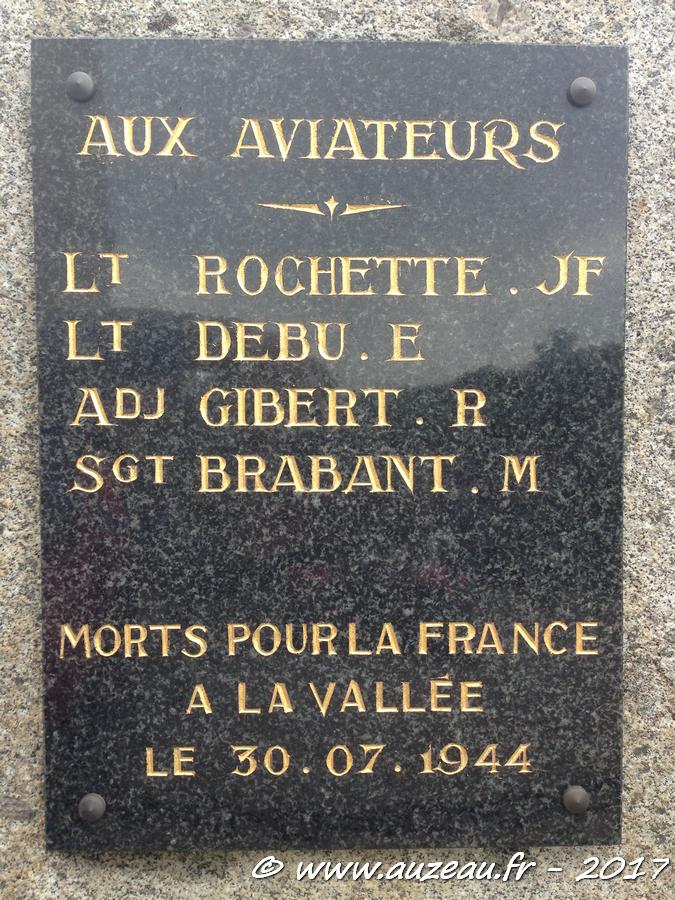 AUX AVIATEURS
LT ROCHETTE . JF
LT DEBU . E
ADJ GIBERT . R
SGT BRABANT . M
MORTS POUR LA FRANCE
A LA VALLÉE
LE 30 . 07 . 1944
© www.auzeau.fr - 2017